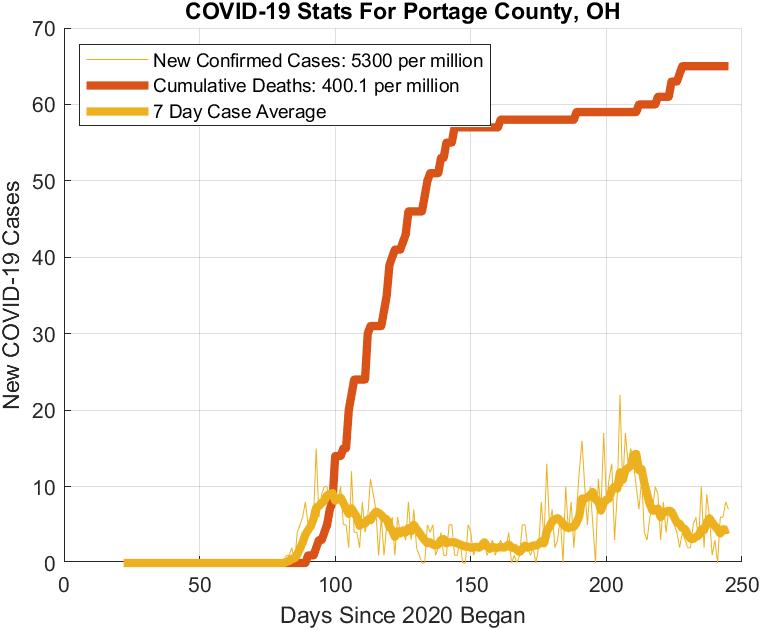 COVID-19 Stats For Portage County, OH
70
60
50
40
30
20
10
0
New Confirmed Cases: 5300 per million
Cumulative Deaths: 400.1 per million
7 Day Case Average
New COVID-19 Cases
0 50 100 150 200 250
Days Since 2020 Began